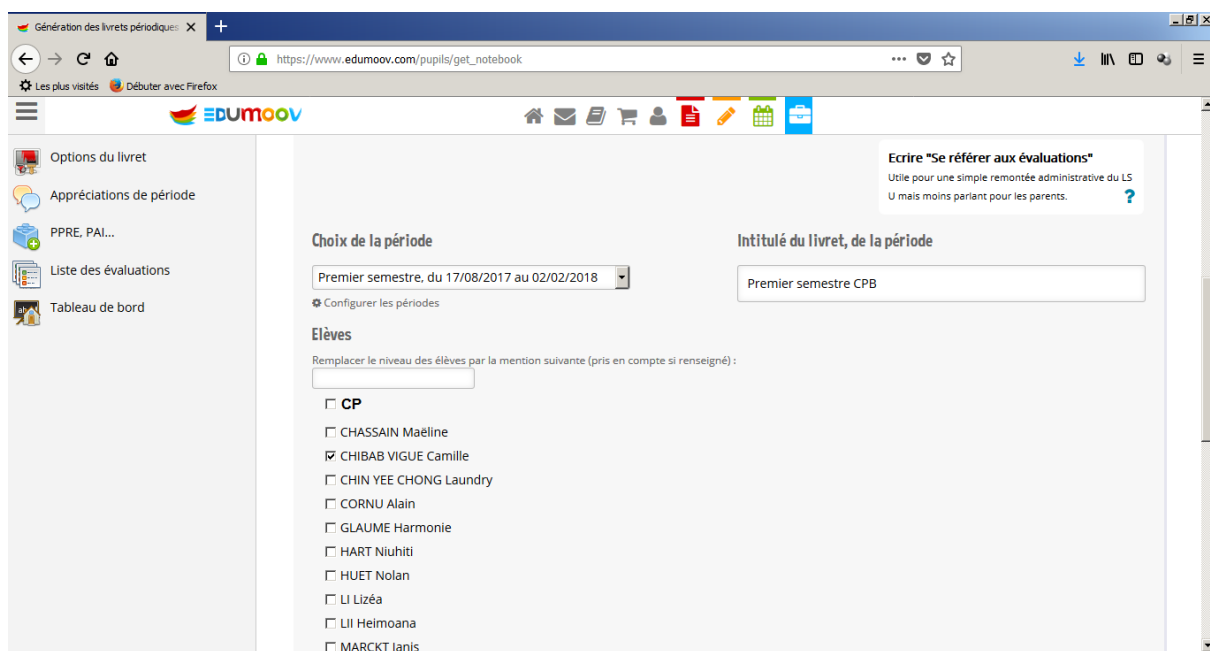 Génération des livrets périodiques
https://www.edumoov.com/pupils/get_notebook
Les plus visités
Débuter avec Firefox
EDUMOOV
Options du livret
Appréciations de période
PPRE, PAI...
Liste des évaluations
Tableau de bord
Ecrire "Se référer aux évaluations"
Utile pour une simple remontée administrative du LS
U mais moins parlant pour les parents.
?
Choix de la période
Intitulé du livret, de la période
Premier semestre, du 17/08/2017 au 02/02/2018
Premier semestre CPB
Configurer les périodes
Elèves
Remplacer le niveau des élèves par la mention suivante (pris en compte si renseigné) :
CP
CHASSAIN Maëline
CHIBAB VIGUE Camille
CHIN YEE CHONG Laundry
CORNU Alain
GLAUME Harmonie
HART Niuhiti
HUET Nolan
LI Lizéa
LII Heimoana
MARCKT Janis